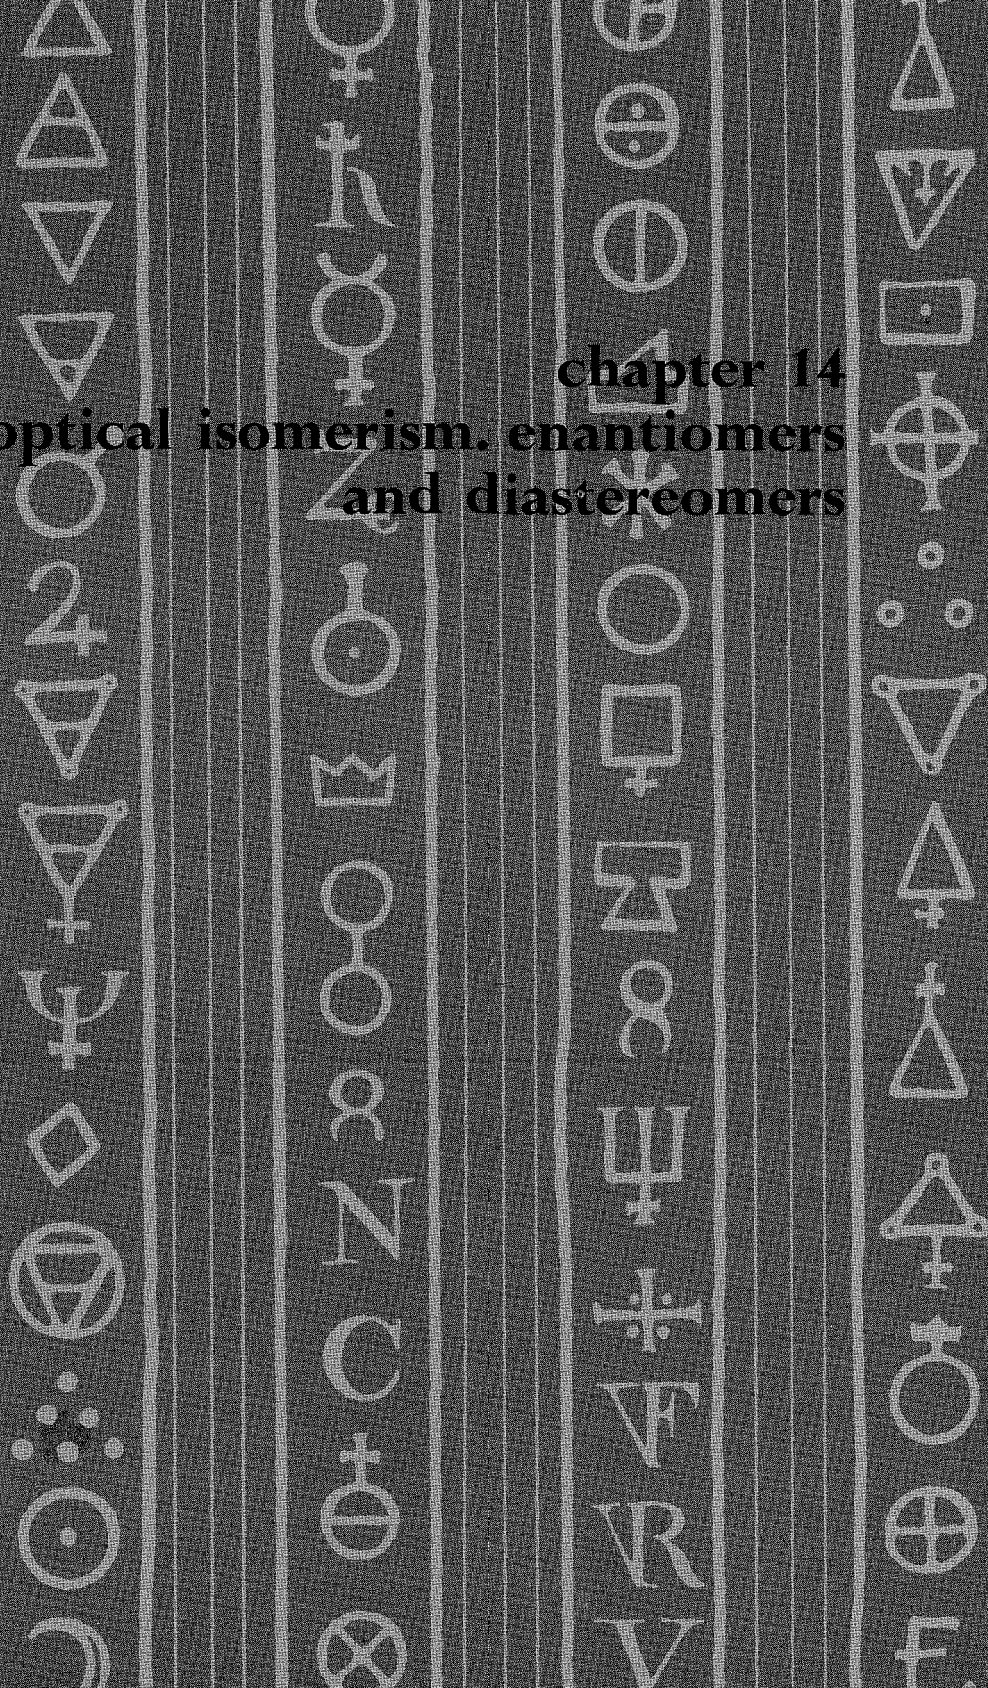 chapter 14
optical isomerism. enantiomers
and diastereomers